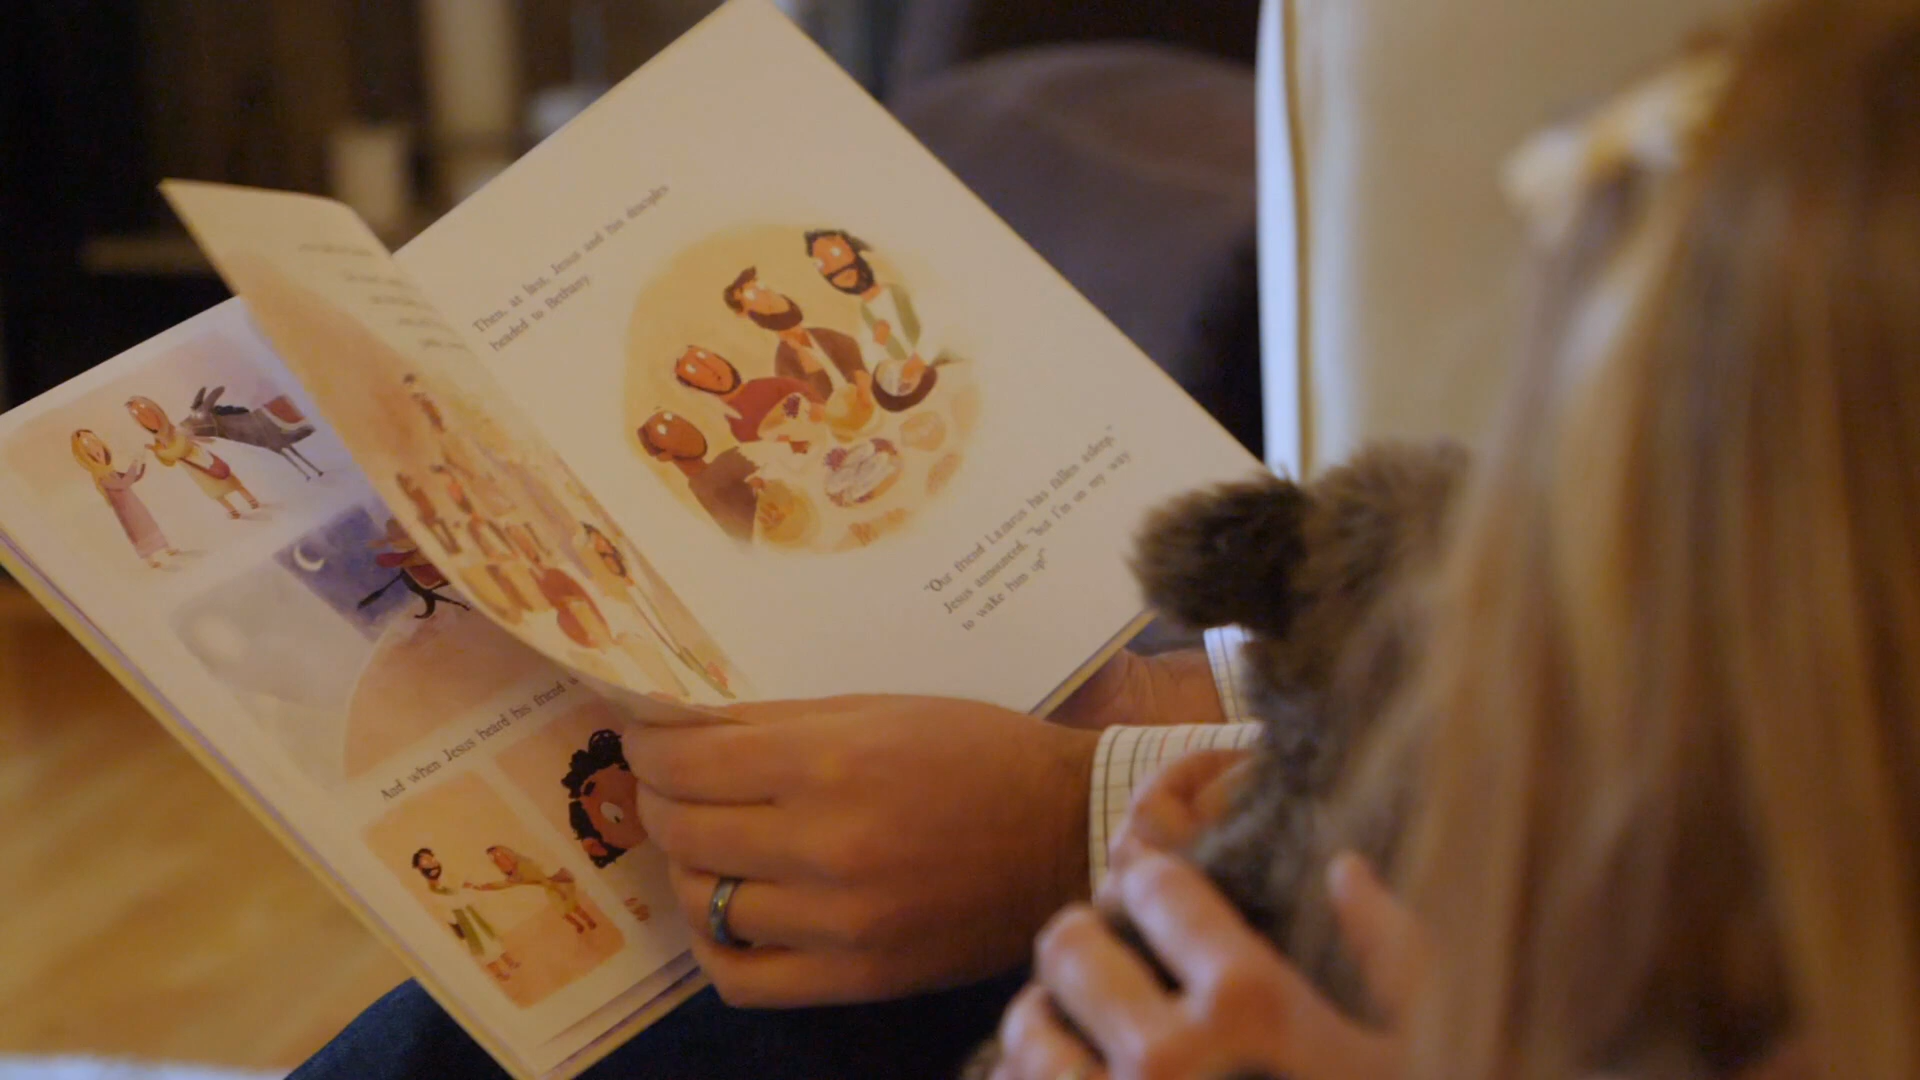 And when Jesus heard his friend
Then, at last, Jesus and his disciples
headed to Bethany.
"Our friend Lazarus has fallen asleep,"
Jesus announced, "but I'm on my way
to wake him up!"